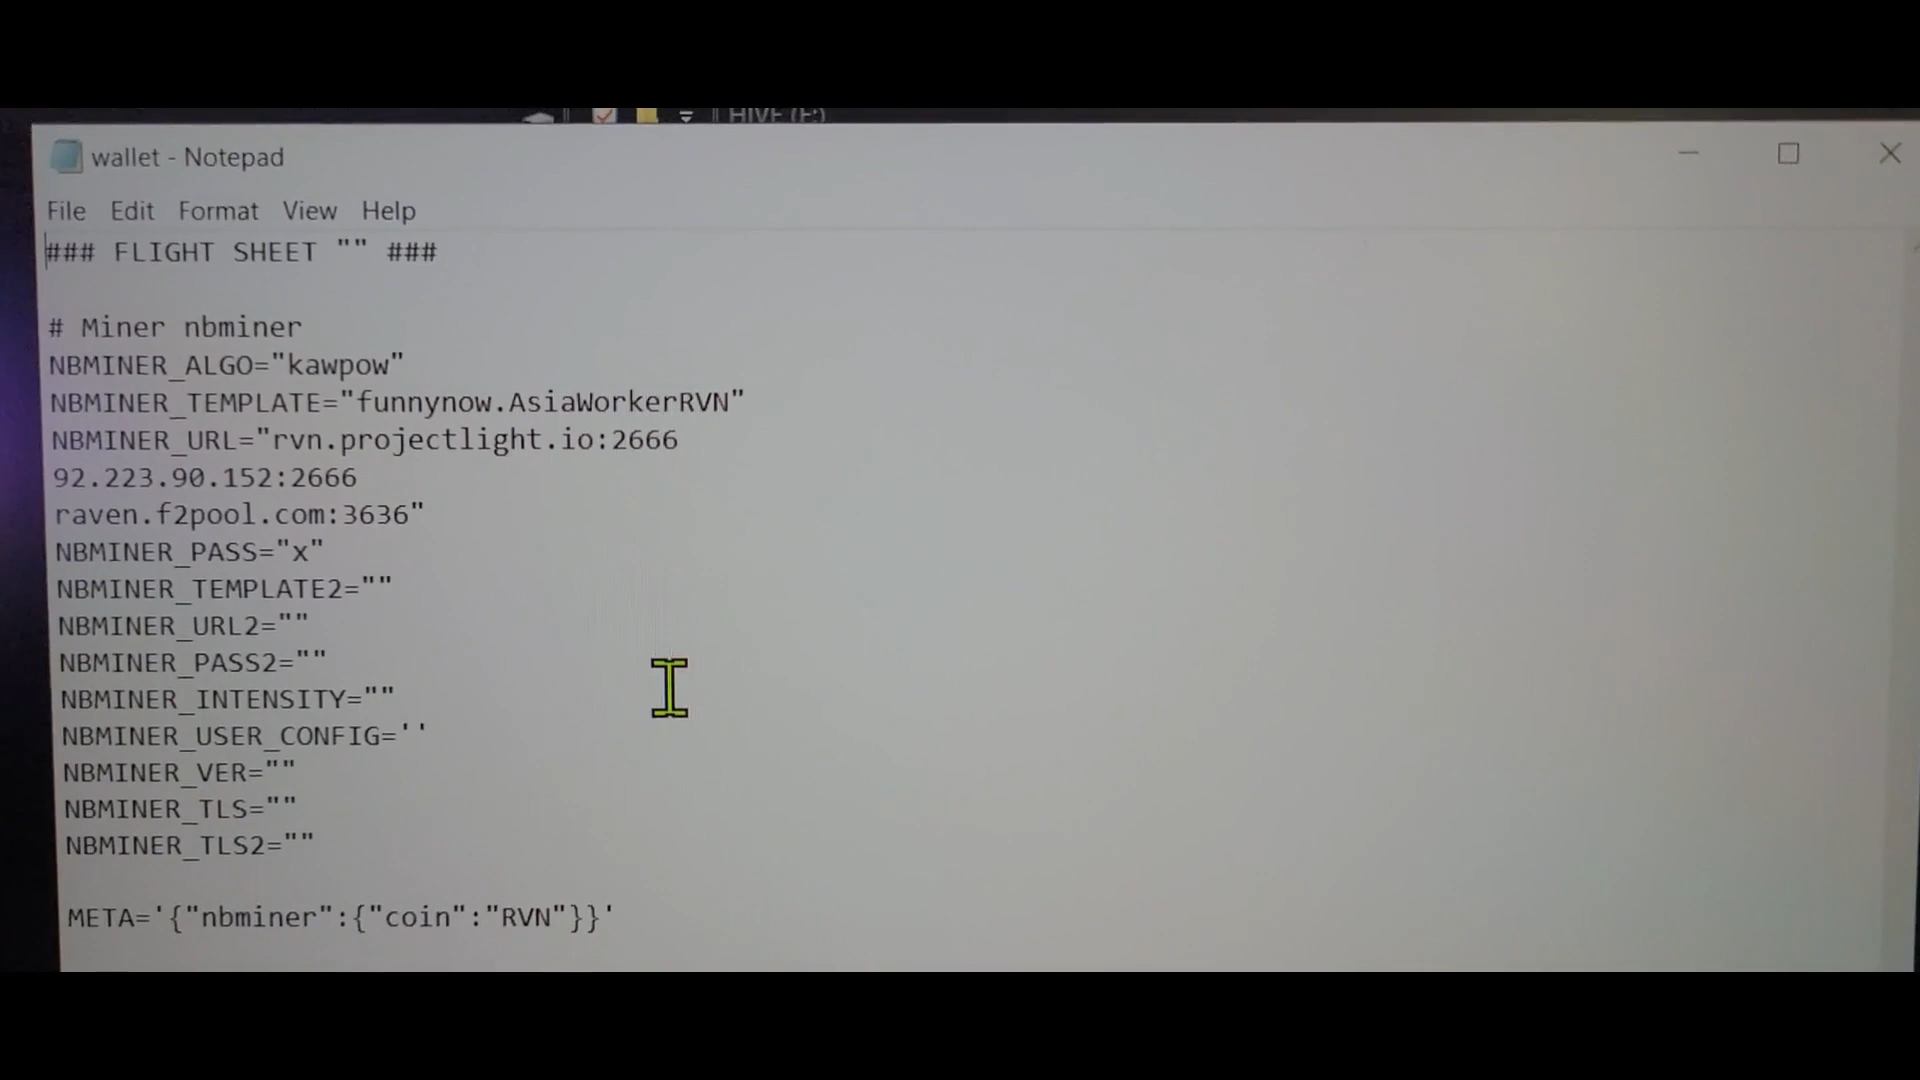 HIVE (F:)
wallet - Notepad
File Edit Format View Help
### FLIGHT SHEET "" ###
# Miner nbminer
NBMINER_ALGO="kawpow"
NBMINER_TEMPLATE="funnynow.AsiaWorkerRVN"
NBMINER_URL="rvn.projectlight.io:2666
92.223.90.152:2666
raven.f2pool.com:3636"
NBMINER_PASS="x"
NBMINER_TEMPLATE2=""
NBMINER_URL2=""
NBMINER_PASS2=""
NBMINER_INTENSITY=""
NBMINER_USER_CONFIG=''
NBMINER_VER=""
NBMINER_TLS=""
NBMINER_TLS2=""
META='{"nbminer":{"coin":"RVN"}}'